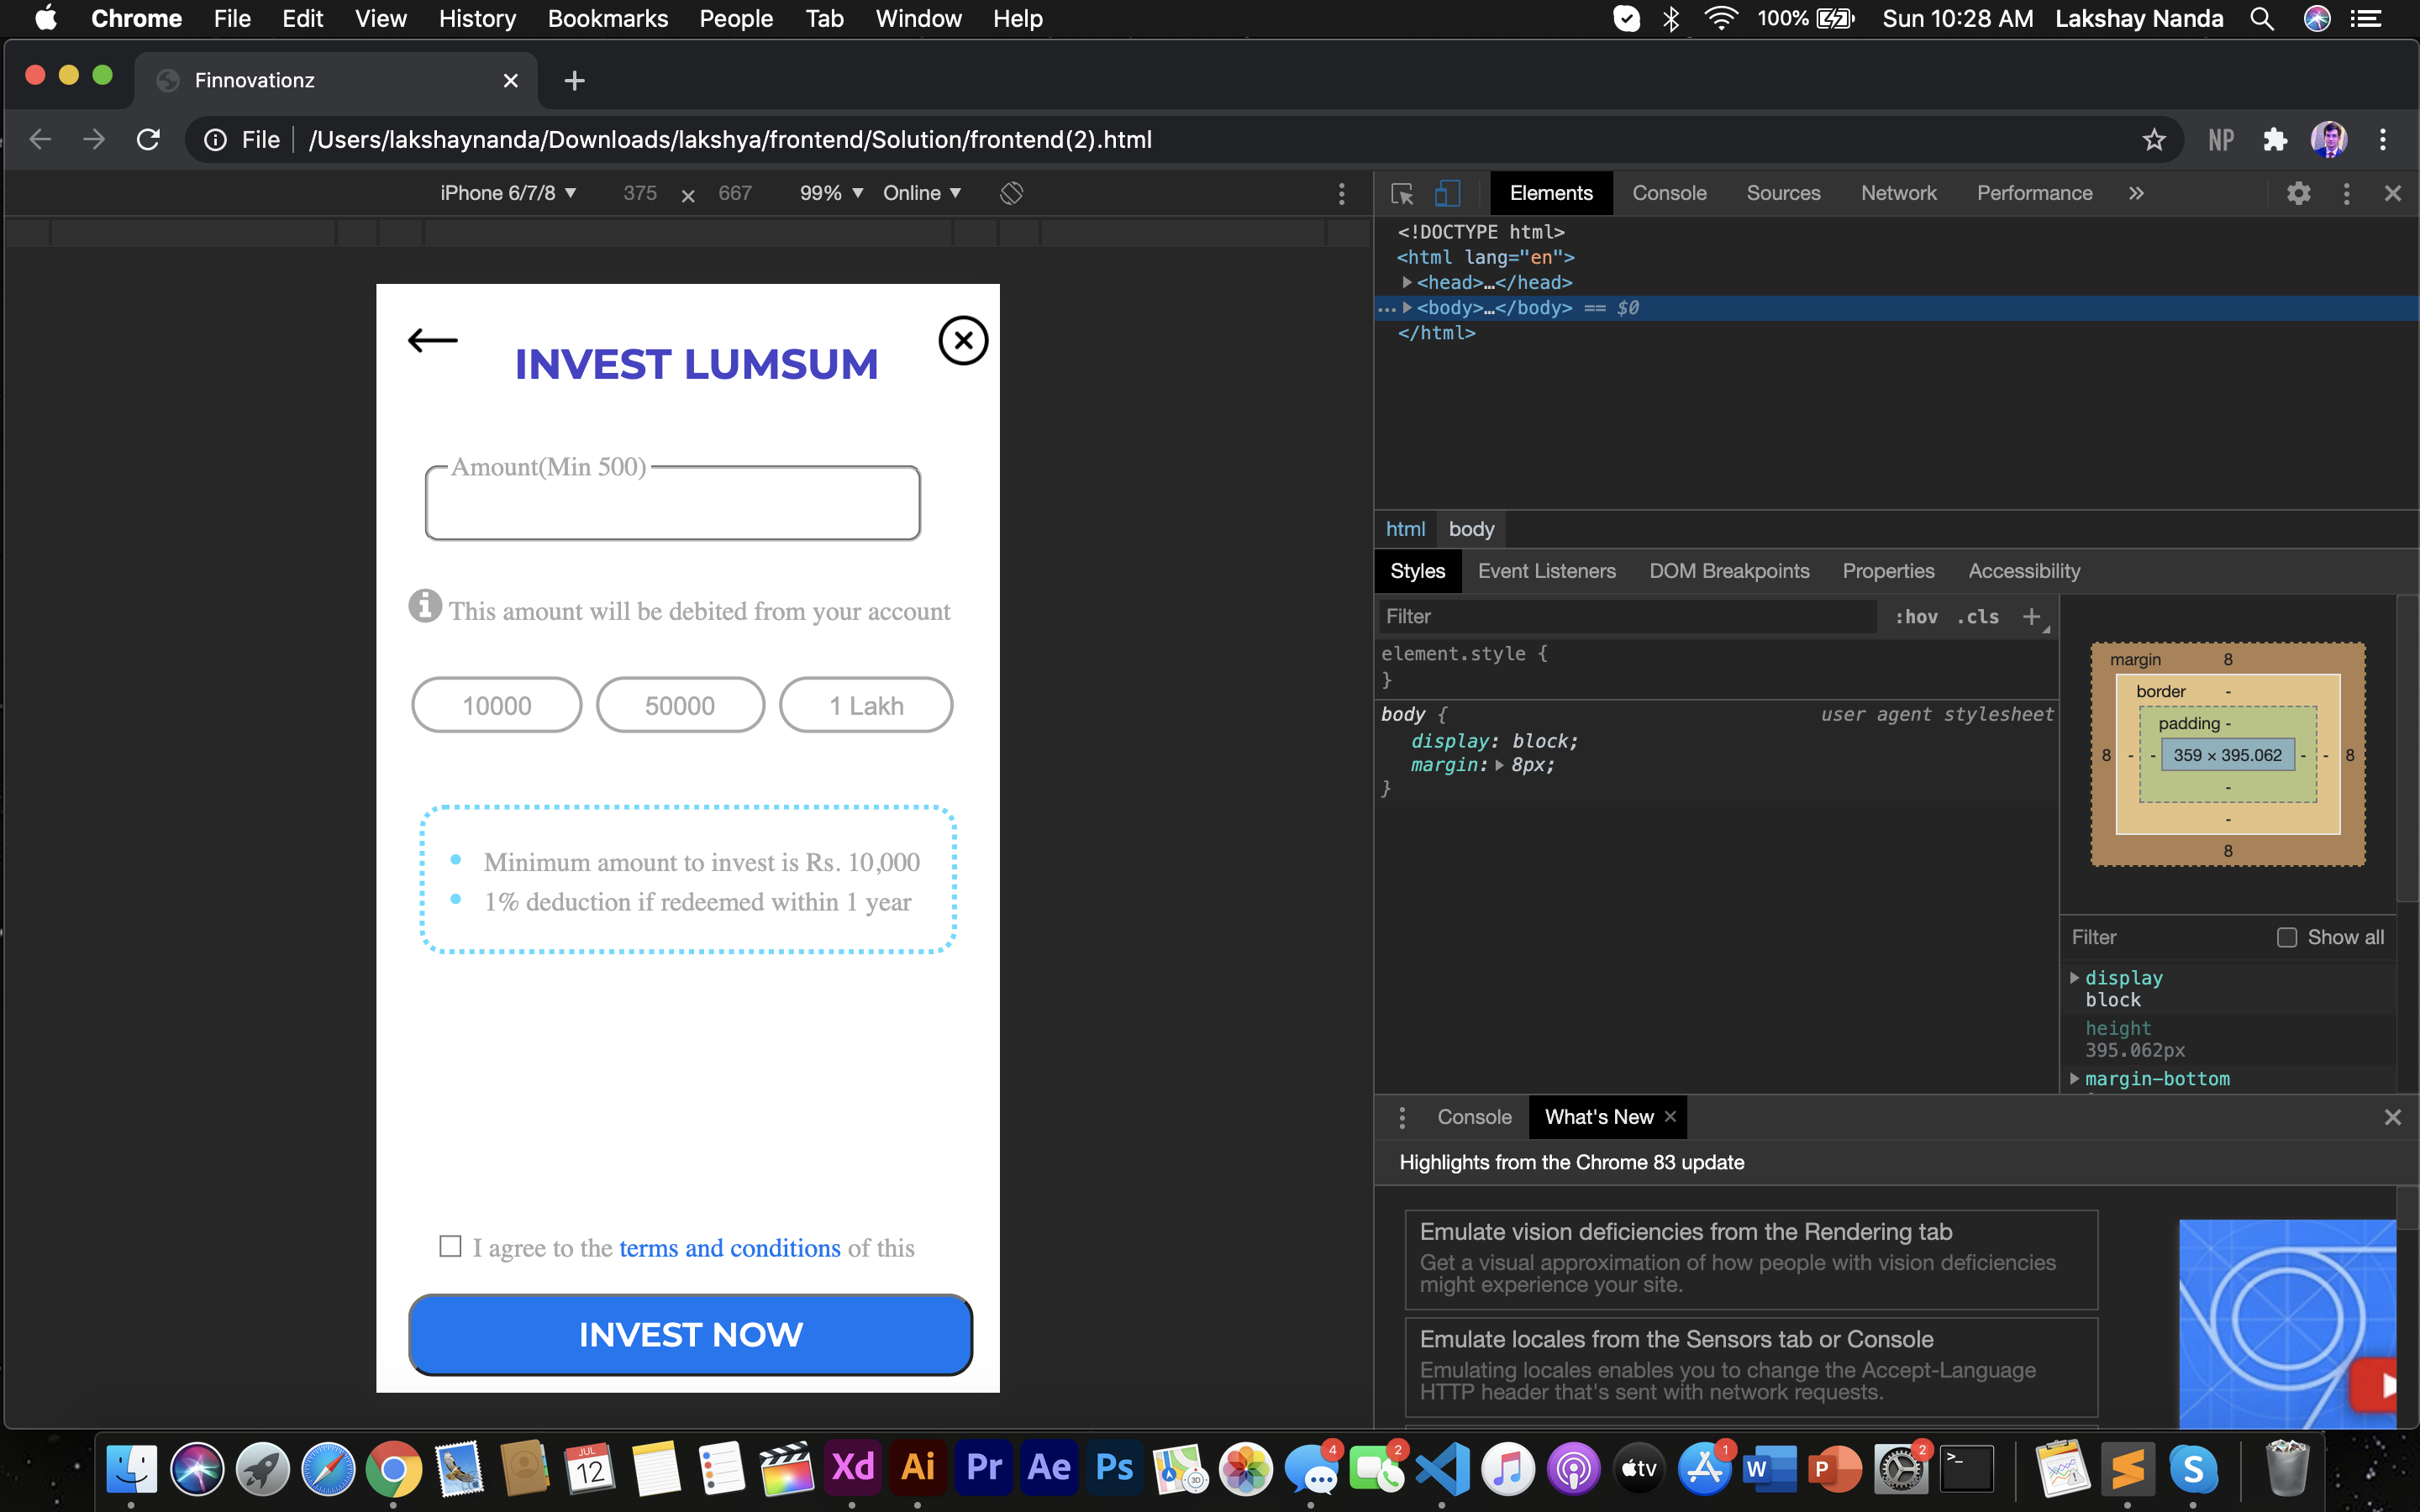 Chrome File Edit View History Bookmarks People Tab Window Help 100% Sun 10:28 AM Lakshay Nanda
Finnovationz
File /Users/lakshaynanda/Downloads/lakshya/frontend/Solution/frontend(2).html NP
iPhone 6/7/8 375 667 99% Online
INVEST LUMSUM
Amount(Min 500)
This amount will be debited from your account
10000 50000 1 Lakh
Minimum amount to invest is Rs. 10,000
1% deduction if redeemed within 1 year
I agree to the terms and conditions of this
INVEST NOW
Elements Console Sources Network Performance
<!DOCTYPE html>
<html lang="en">
<head>…</head>
<body>…</body> == $0
</html>
html body
Styles Event Listeners DOM Breakpoints Properties Accessibility
Filter :hov .cls
element.style {
}
body { user agent stylesheet
display: block;
margin: 8px;
}
margin 8
border -
padding -
8 - - 359 × 395.062 - - 8
-
-
8
Filter Show all
display
block
height
395.062px
margin-bottom
Console What's New
Highlights from the Chrome 83 update
Emulate vision deficiencies from the Rendering tab
Get a visual approximation of how people with vision deficiencies
might experience your site.
Emulate locales from the Sensors tab or Console
Emulating locales enables you to change the Accept-Language
HTTP header that's sent with network requests.
JUL 12 Xd Ai Pr Ae Ps 3D 4 2 tv 1 W P 2 >_ S